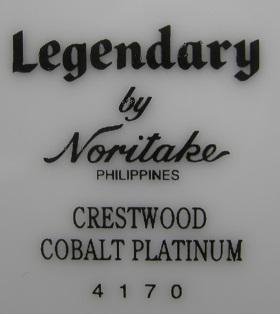 Legendary
by
Noritake
PHILIPPINES
CRESTWOOD
COBALT PLATINUM
4170